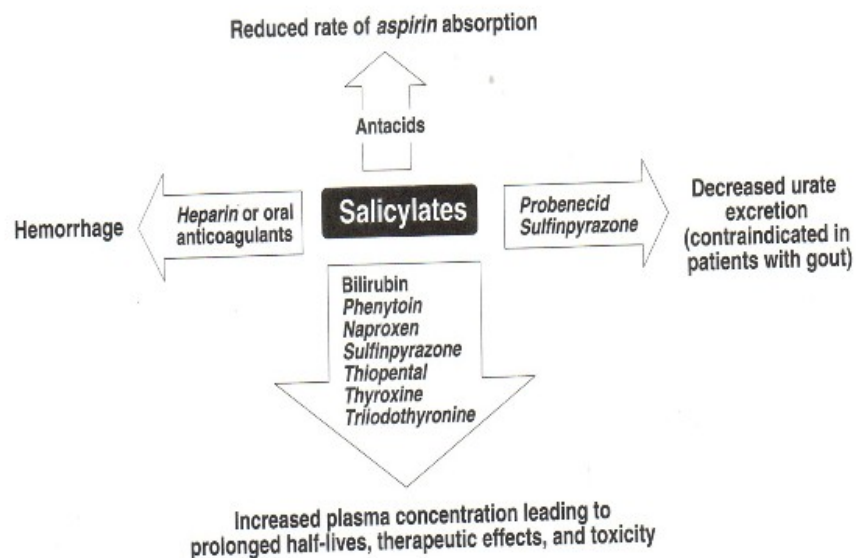 Reduced rate of aspirin absorption
Antacids
Salicylates
Heparin or oral
anticoagulants
Hemorrhage
Probenecid
Sulfinpyrazone
Decreased urate
excretion
(contraindicated in
patients with gout)
Bilirubin
Phenytoin
Naproxen
Sulfinpyrazone
Thiopental
Thyroxine
Triiodothyronine
Increased plasma concentration leading to
prolonged half-lives, therapeutic effects, and toxicity